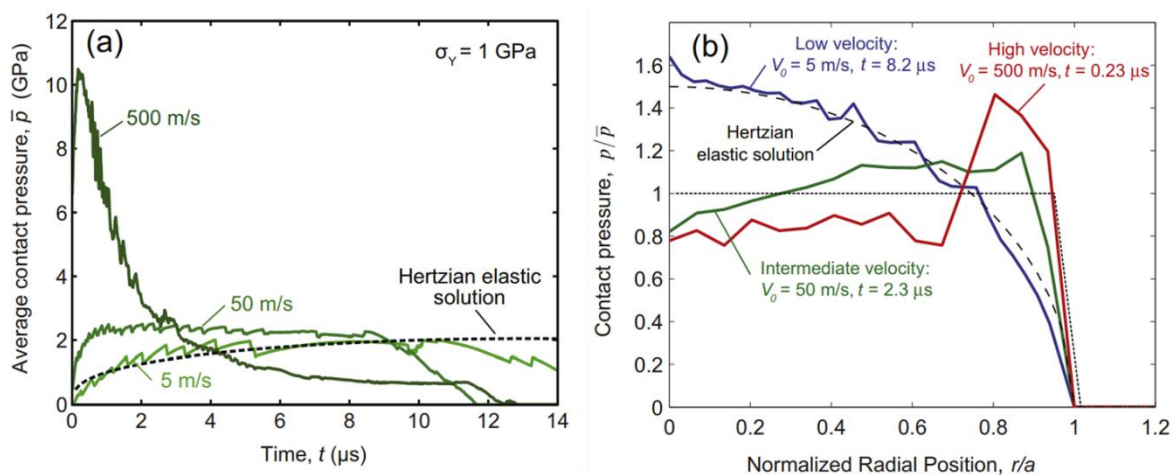 (a)
σY = 1 GPa
500 m/s
50 m/s
5 m/s
Hertzian elastic
solution
Average contact pressure, p̄ (GPa)
12
10
8
6
4
2
0
0 2 4 6 8 10 12 14
Time, t (μs)
(b)
Low velocity:
V0 = 5 m/s, t = 8.2 μs
High velocity:
V0 = 500 m/s, t = 0.23 μs
Hertzian
elastic solution
Intermediate velocity:
V0 = 50 m/s, t = 2.3 μs
Contact pressure, p/p̄
1.6
1.4
1.2
1
0.8
0.6
0.4
0.2
0
0 0.2 0.4 0.6 0.8 1 1.2
Normalized Radial Position, r/a